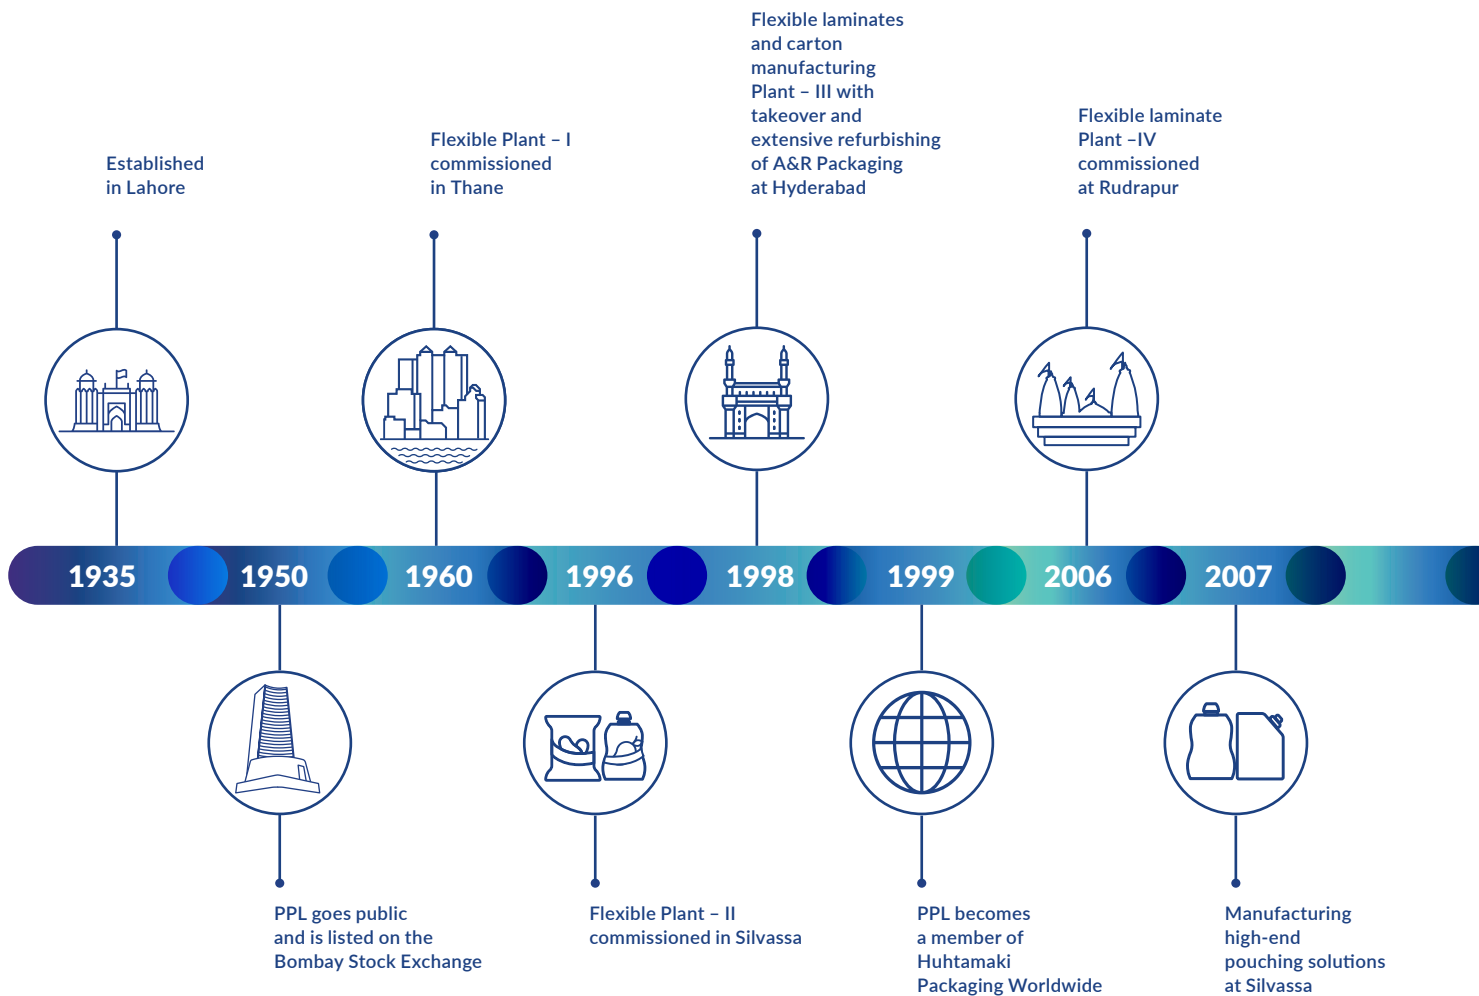 Established
in Lahore
Flexible Plant – I
commissioned
in Thane
Flexible laminates
and carton
manufacturing
Plant – III with
takeover and
extensive refurbishing
of A&R Packaging
at Hyderabad
Flexible laminate
Plant –IV
commissioned
at Rudrapur
1935 1950 1960 1996 1998 1999 2006 2007
PPL goes public
and is listed on the
Bombay Stock Exchange
Flexible Plant – II
commissioned in Silvassa
PPL becomes
a member of
Huhtamaki
Packaging Worldwide
Manufacturing
high-end
pouching solutions
at Silvassa